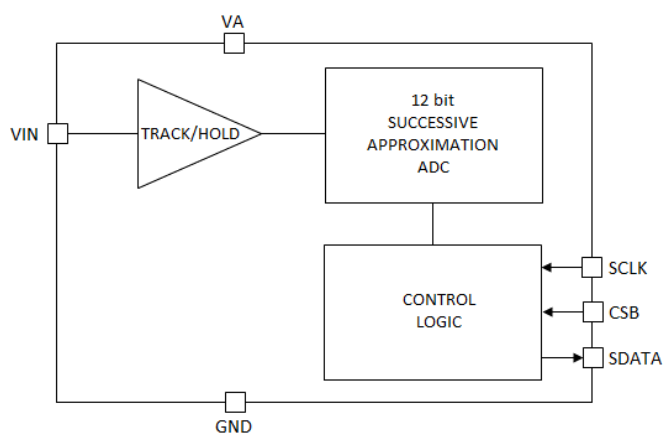 VA
VIN
TRACK/HOLD
12 bit
SUCCESSIVE
APPROXIMATION
ADC
CONTROL
LOGIC
SCLK
CSB
SDATA
GND